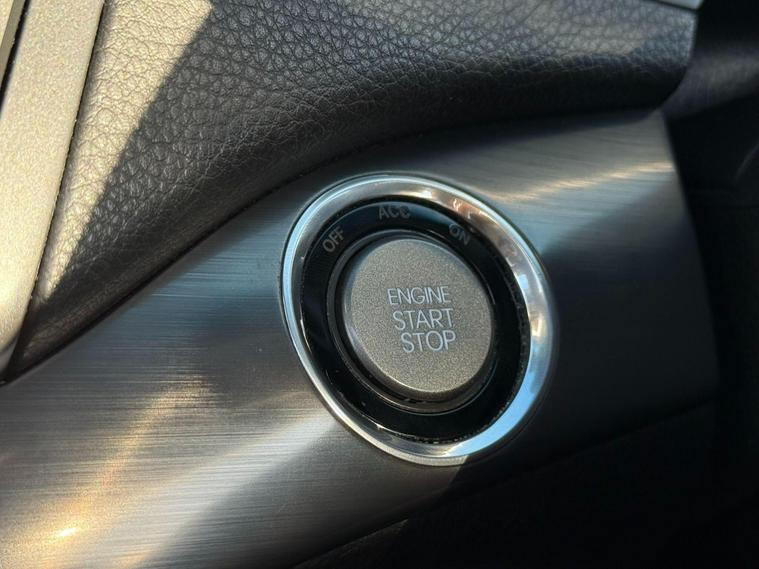 OFF ACC ON
ENGINE
START
STOP